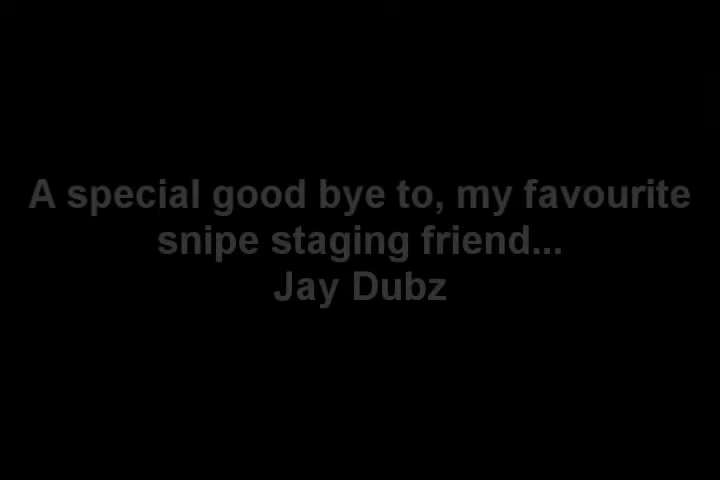 A special good bye to, my favourite
snipe staging friend...
Jay Dubz